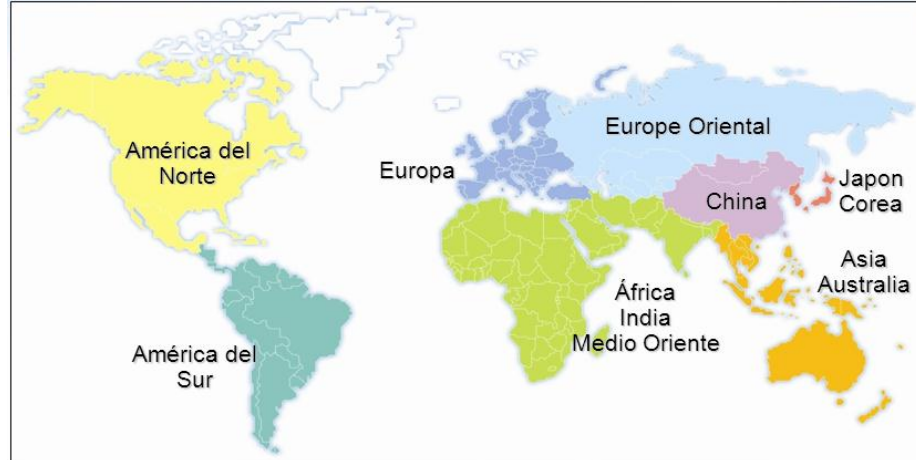 América del
Norte
Europa
Europe Oriental
China
Japon
Corea
Asia
Australia
África
India
Medio Oriente
América del
Sur